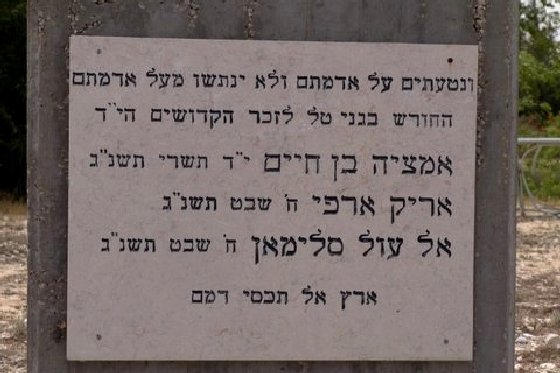 ונטעתים על אדמתם ולא ינתשו מעל אדמתם
החורש בגני טל לזכר הקדושים הי"ד
אמציה בן חיים י"ד תשרי תשנ"ג
אריק ארפי ח' שבט תשנ"ג
אל עול סלימאן ח' שבט תשנ"ג
ארץ אל תכסי דמם